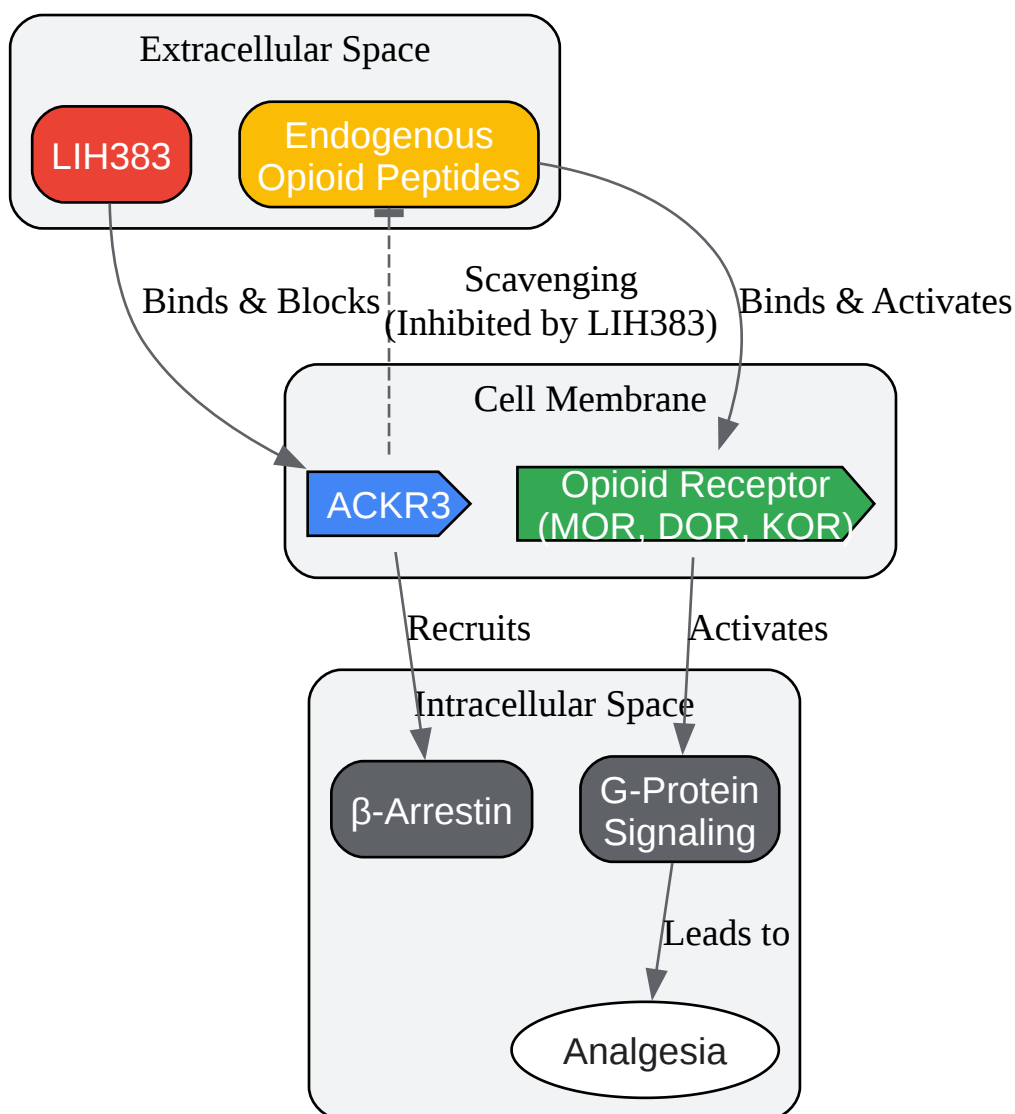 Extracellular Space
LIH383
Endogenous
Opioid Peptides
Binds & Blocks
Scavenging
(Inhibited by LIH383)
Binds & Activates
Cell Membrane
ACKR3
Opioid Receptor
(MOR, DOR, KOR)
Recruits
Activates
Intracellular Space
β-Arrestin
G-Protein
Signaling
Leads to
Analgesia